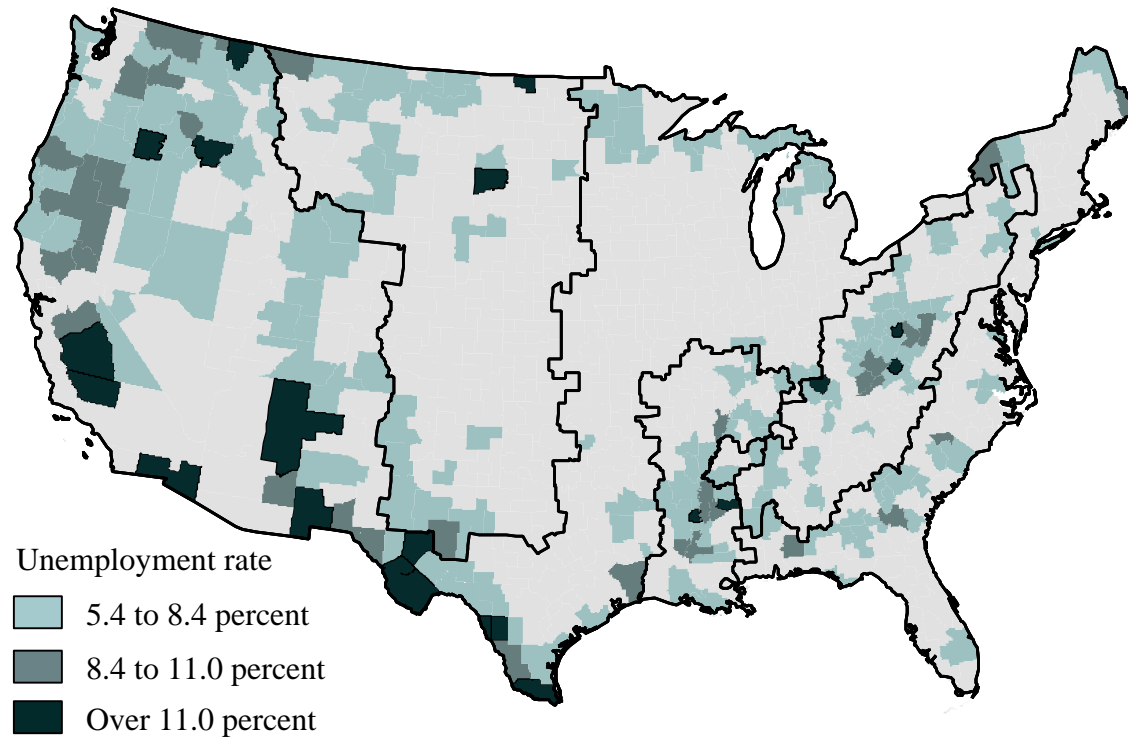 Unemployment rate
5.4 to 8.4 percent
8.4 to 11.0 percent
Over 11.0 percent